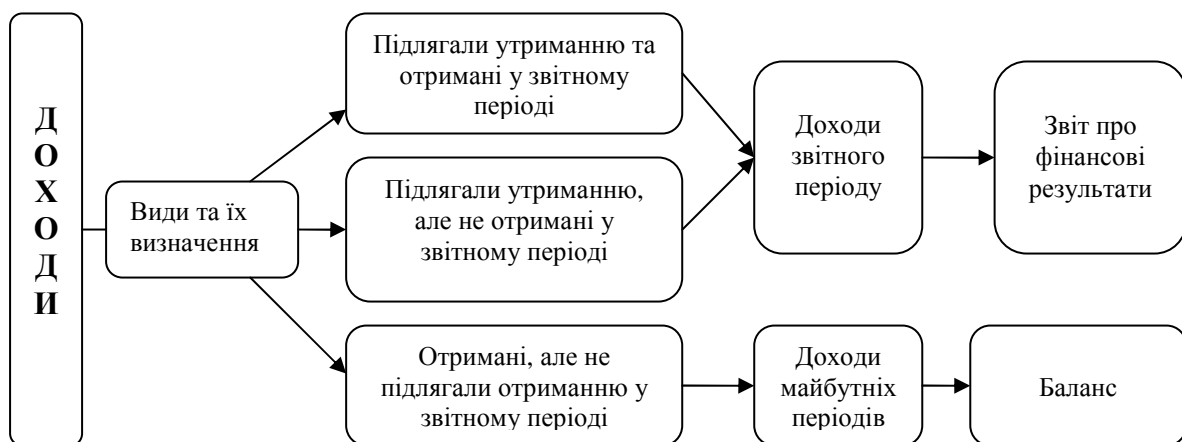 ДОХОДИ
Види та їх
визначення
Підлягали утриманню та
отримані у звітному
періоді
Підлягали утриманню,
але не отримані у
звітному періоді
Отримані, але не
підлягали отриманню у
звітному періоді
Доходи
звітного
періоду
Доходи
майбутніх
періодів
Звіт про
фінансові
результати
Баланс